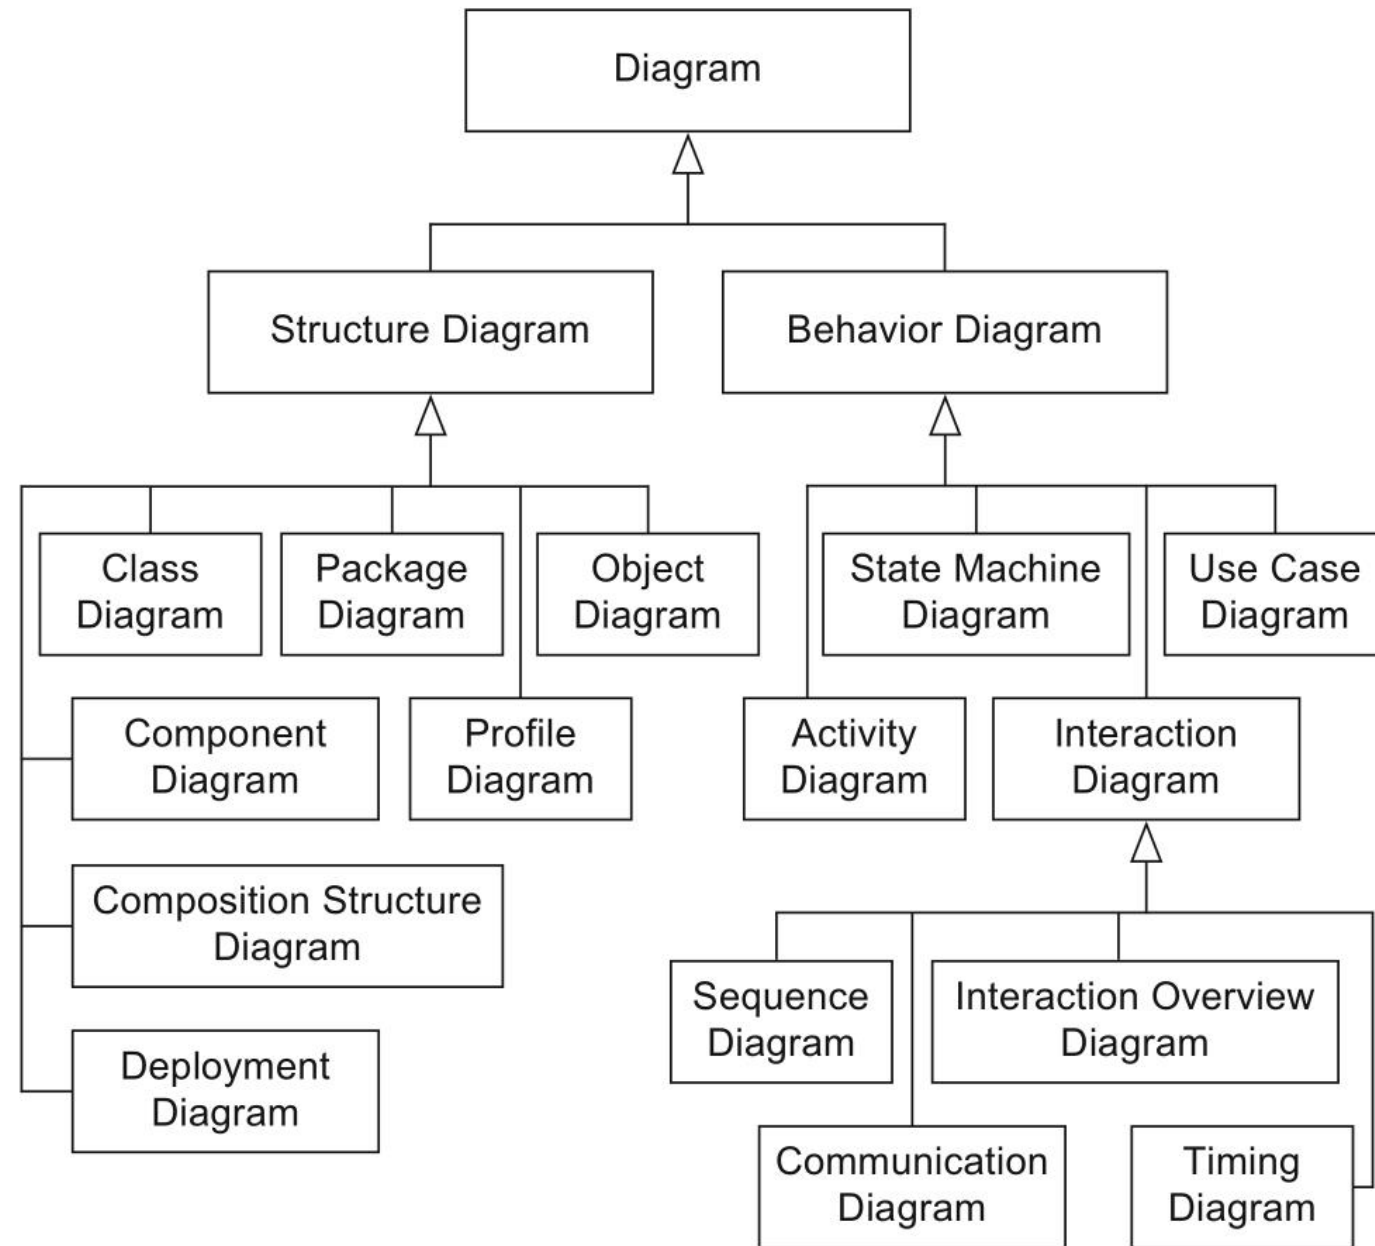 Diagram
Structure Diagram
Behavior Diagram
Class
Diagram
Package
Diagram
Object
Diagram
State Machine
Diagram
Use Case
Diagram
Component
Diagram
Profile
Diagram
Activity
Diagram
Interaction
Diagram
Composition Structure
Diagram
Sequence
Diagram
Interaction Overview
Diagram
Deployment
Diagram
Communication
Diagram
Timing
Diagram